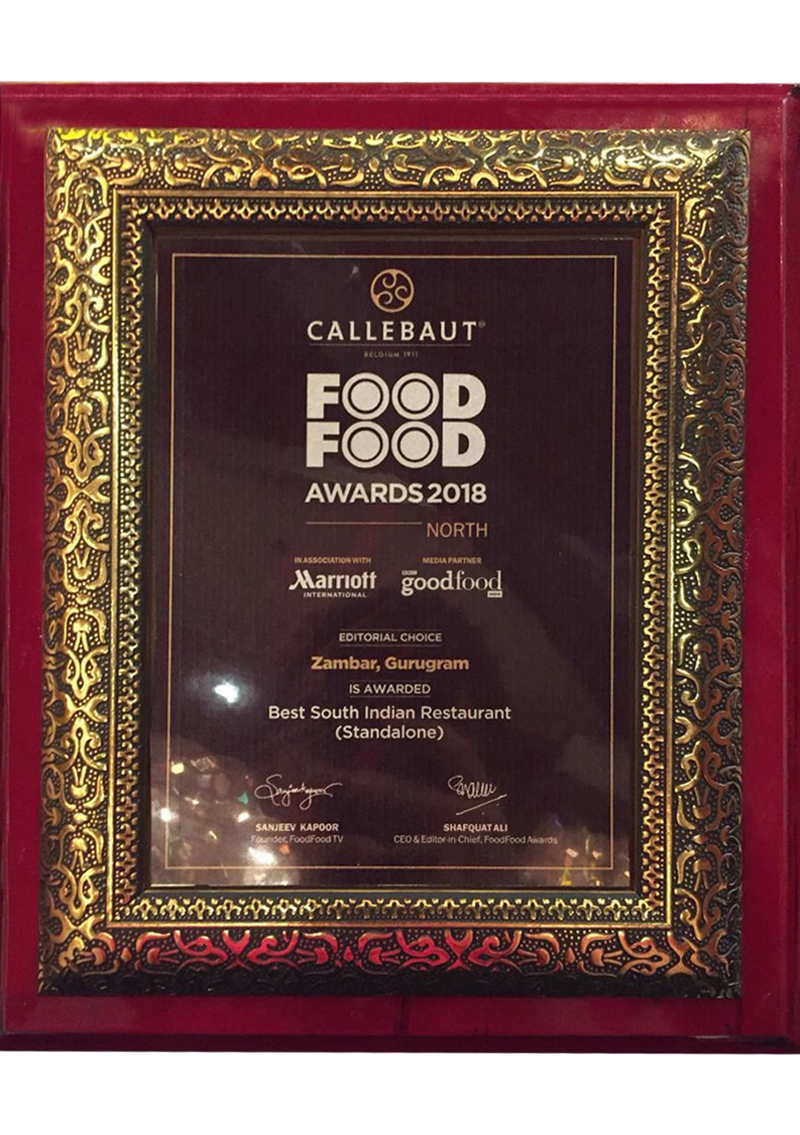 CALLEBAUT®
BELGIUM 1911
FOOD
FOOD
AWARDS 2018
NORTH
IN ASSOCIATION WITH MEDIA PARTNER
Marriott goodfood
INTERNATIONAL
EDITORIAL CHOICE
Zambar, Gurugram
IS AWARDED
Best South Indian Restaurant
(Standalone)
SANJEEV KAPOOR SHAFQUAT ALI
Founder, FoodFood TV CEO & Editor-in-Chief, FoodFood Awards